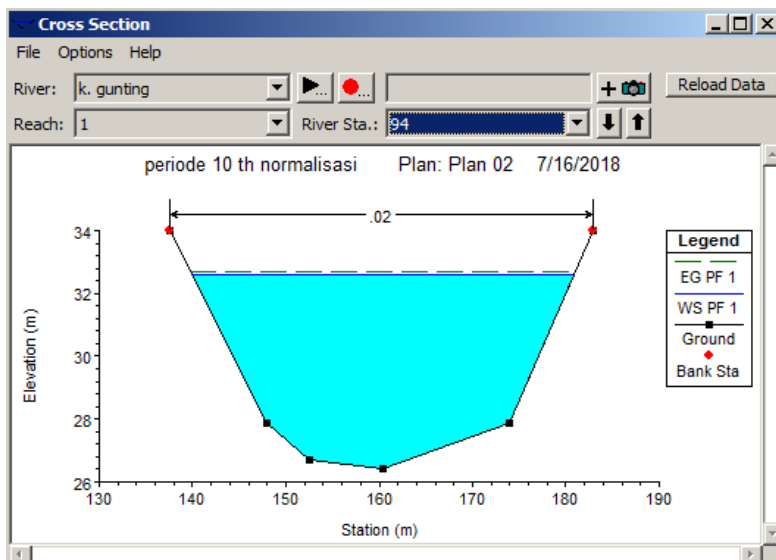 Cross Section
File Options Help
River: k. gunting ... ... + Reload Data
Reach: 1 River Sta.: 94
periode 10 th normalisasi Plan: Plan 02 7/16/2018
.02
34
32
30
28
26
130 140 150 160 170 180 190
Elevation (m)
Station (m)
Legend
EG PF 1
WS PF 1
Ground
Bank Sta